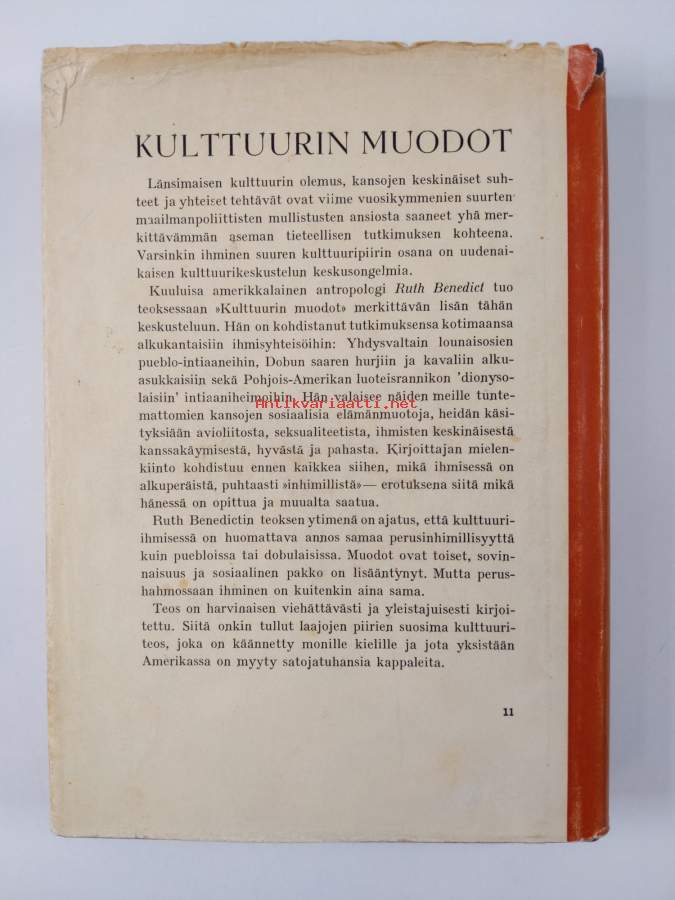 KULTTUURIN MUODOT
Länsimaisen kulttuurin olemus, kansojen keskinäiset suh-
teet ja yhteiset tehtävät ovat viime vuosikymmenien suurten
maailmanpoliittisten mullistusten ansiosta saaneet yhä mer-
kittävämmän aseman tieteellisen tutkimuksen kohteena.
Varsinkin ihminen suuren kulttuuripiirin osana on uudenai-
kaisen kulttuurikeskustelun keskusongelmia.
Kuuluisa amerikkalainen antropologi Ruth Benedict tuo
teoksessaan »Kulttuurin muodot» merkittävän lisän tähän
keskusteluun. Hän on kohdistanut tutkimuksensa kotimaansa
alkukantaisiin ihmisyhteisöihin: Yhdysvaltain lounaisosien
pueblo-intiaaneihin, Dobun saaren hurjiin ja kavaliin alku-
asukkaisiin sekä Pohjois-Amerikan luoteisrannikon 'dionyso-
laisiin' intiaaniheimoihin. Hän valaisee näiden meille tunte-
Antikvariaatti.net
mattomien kansojen sosiaalisia elämänmuotoja, heidän käsi-
tyksiään avioliitosta, seksualiteetista, ihmisten keskinäisestä
kanssakäymisestä, hyvästä ja pahasta. Kirjoittajan mielen-
kiinto kohdistuu ennen kaikkea siihen, mikä ihmisessä on
alkuperäistä, puhtaasti »inhimillistä» — erotuksena siitä mikä
hänessä on opittua ja muualta saatua.
Ruth Benedictin teoksen ytimenä on ajatus, että kulttuuri-
ihmisessä on huomattava annos samaa perusinhimillisyyttä
kuin puebloissa tai dobulaisissa. Muodot ovat toiset, sovin-
naisuus ja sosiaalinen pakko on lisääntynyt. Mutta perus-
hahmossaan ihminen on kuitenkin aina sama.
Teos on harvinaisen viehättävästi ja yleistajuisesti kirjoi-
tettu. Siitä onkin tullut laajojen piirien suosima kulttuuri-
teos, joka on käännetty monille kielille ja jota yksistään
Amerikassa on myyty satojatuhansia kappaleita.
11